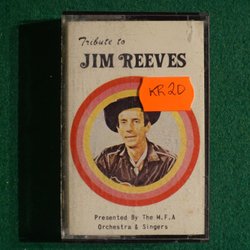 Tribute to
JIM REEVES
KR 20
Presented By The M.F.A
Orchestra & Singers